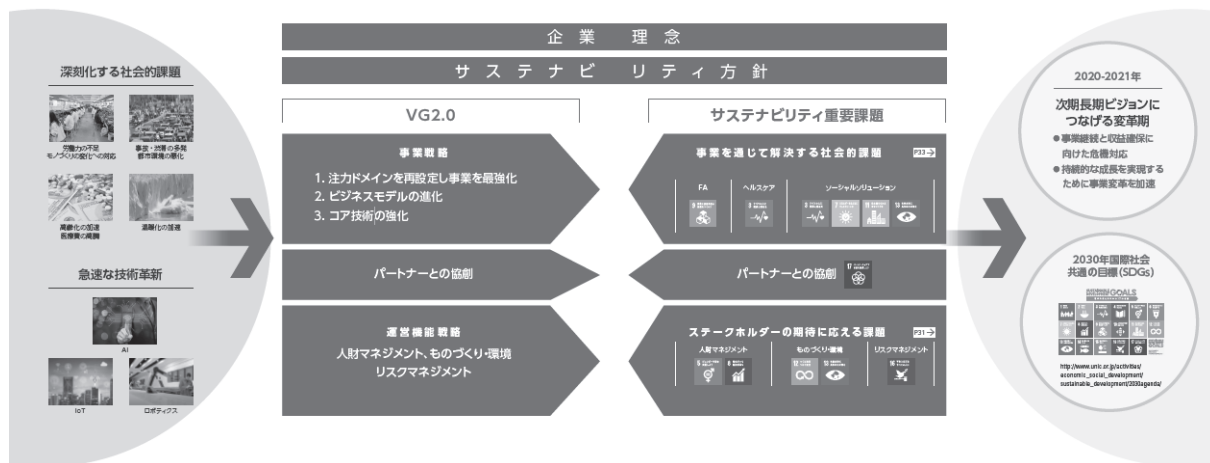 企業理念
サステナビリティ方針
深刻化する社会的課題
労働力の不足
モノづくりの変化への対応
事故・渋滞の多発
都市環境の悪化
高齢化の加速
医療費の高騰
温暖化の加速
急速な技術革新
AI
IoT
ロボティクス
VG2.0
事業戦略
1. 注力ドメインを再設定し事業を最強化
2. ビジネスモデルの進化
3. コア技術の強化
パートナーとの協創
運営機能戦略
人財マネジメント、ものづくり・環境
リスクマネジメント
サステナビリティ重要課題
事業を通じて解決する社会的課題 P33→
FA
ヘルスケア
ソーシャルソリューション
パートナーとの協創
ステークホルダーの期待に応える課題 P31→
人財マネジメント
ものづくり・環境
リスクマネジメント
2020-2021年
次期長期ビジョンに
つなげる変革期
●事業継続と収益確保に
向けた危機対応
●持続的な成長を実現する
ために事業変革を加速
2030年国際社会
共通の目標(SDGs)
GOALS
http://www.unic.or.jp/activities/
economic_social_development/
sustainable_development/2030agenda/